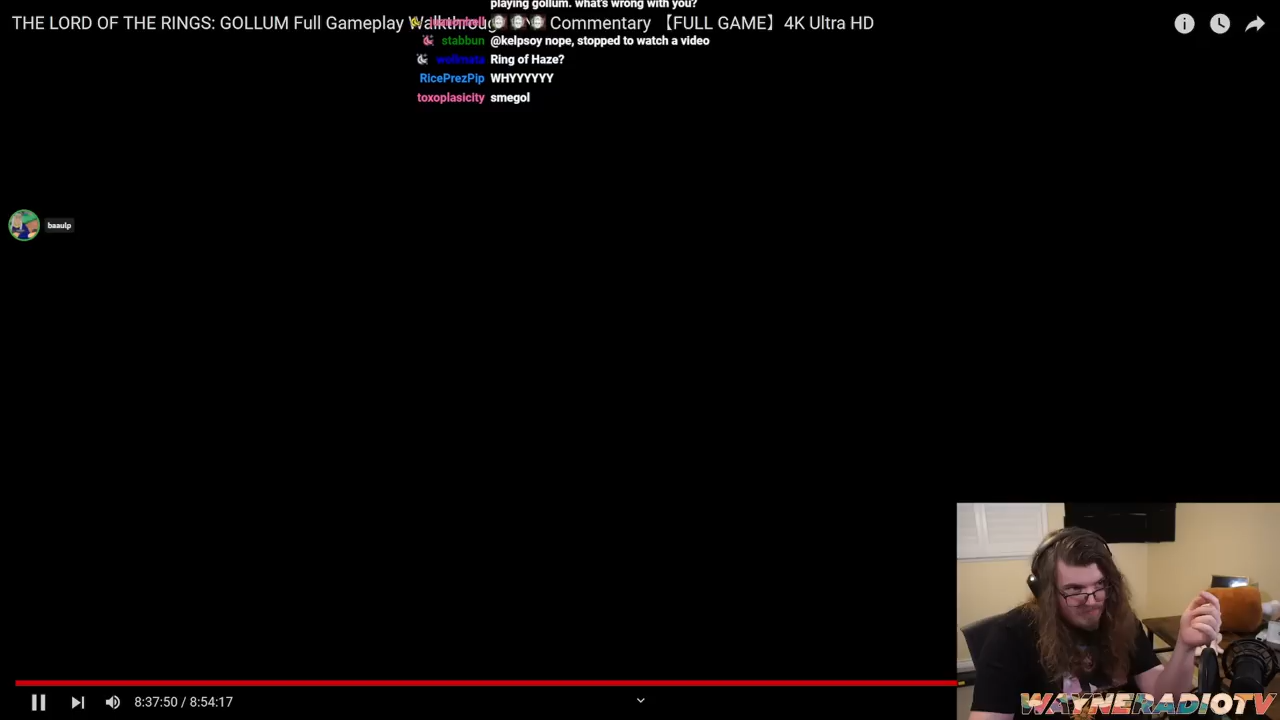 playing gollum. what's wrong with you?
THE LORD OF THE RINGS: GOLLUM Full Gameplay Commentary 【FULL GAME】4K Ultra HD
stabbun @kelpsoy nope, stopped to watch a video
Ring of Haze?
RicePrezPip WHYYYYYY
toxoplasicity smegol
baaulp
8:37:50 / 8:54:17
WAYNERADIOTV